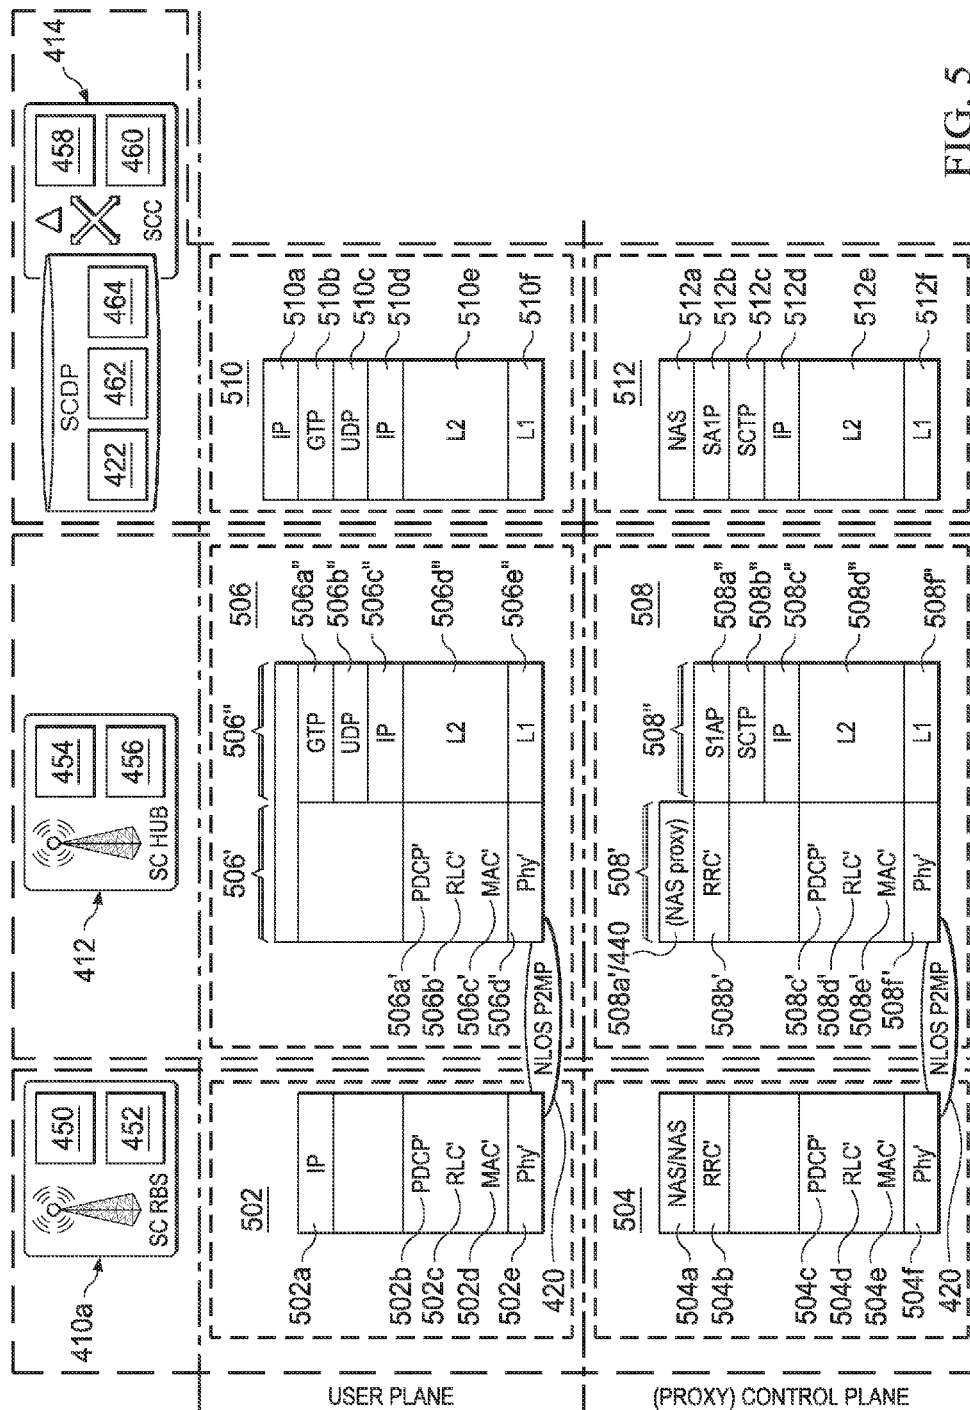 410a
450
452
SC RBS
412
454
456
SC HUB
SCDP
422
462
464
SCC
458
460
414
USER PLANE
502
502a
IP
502b
PDCP'
502c
RLC'
502d
MAC'
502e
Phy'
420
NLOS P2MP
506
506'
506"
506a'
PDCP'
506b'
RLC'
506c'
MAC'
506d'
Phy'
GTP
506a"
UDP
506b"
IP
506c"
L2
506d"
L1
506e"
510
IP
510a
GTP
510b
UDP
510c
IP
510d
L2
510e
L1
510f
(PROXY) CONTROL PLANE
504
504a
NAS/NAS
504b
RRC'
504c
PDCP'
504d
RLC'
504e
MAC'
504f
Phy'
420
NLOS P2MP
508
508'
508"
508a'/440
(NAS proxy)
508b'
RRC'
508c'
PDCP'
508d'
RLC'
508e'
MAC'
508f'
Phy'
S1AP
508a"
SCTP
508b"
IP
508c"
L2
508d"
L1
508f"
512
NAS
512a
SA1P
512b
SCTP
512c
IP
512d
L2
512e
L1
512f
FIG. 5